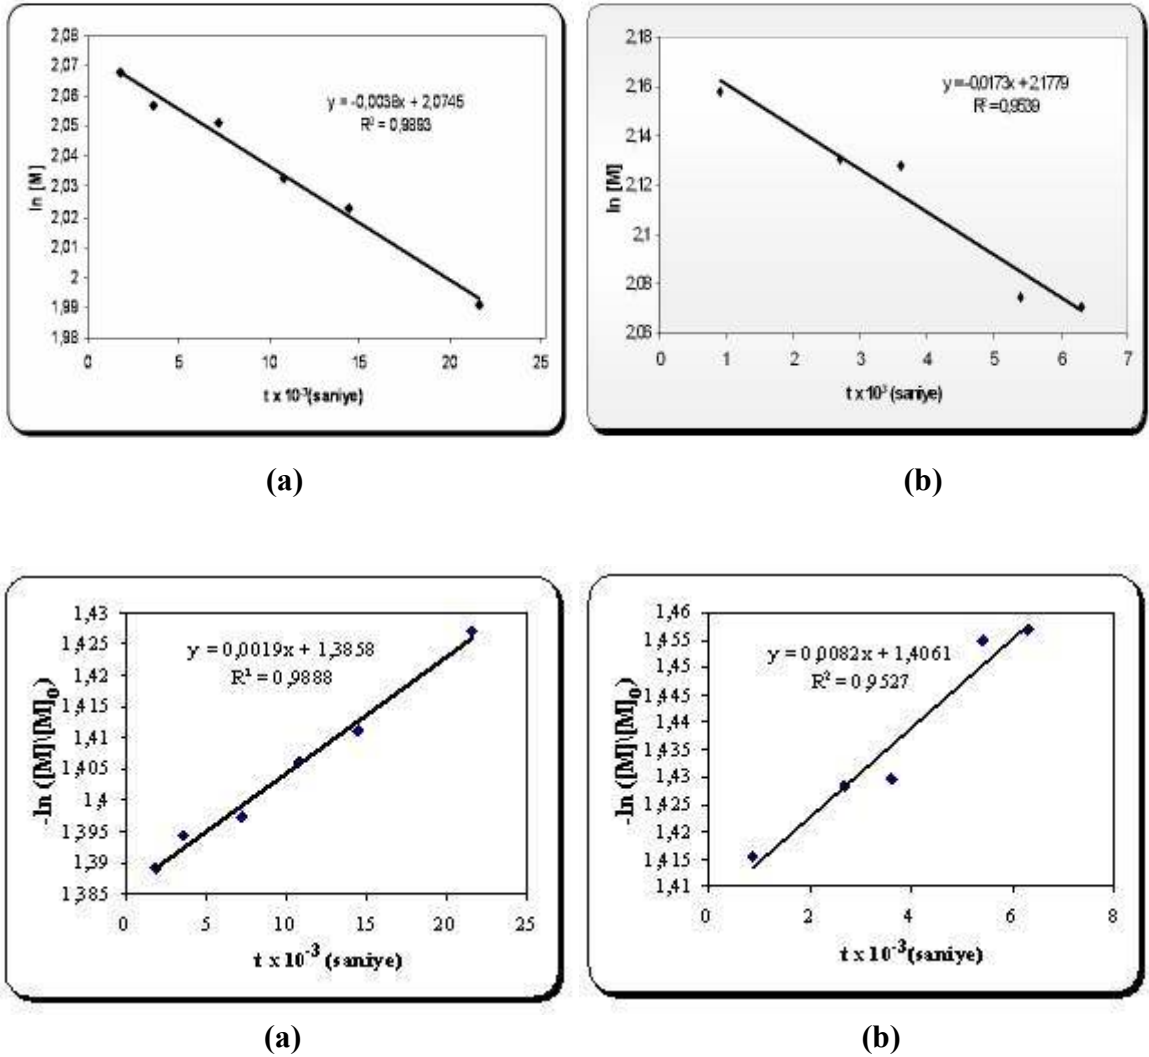 2,08
2,07
2,06
2,05
2,04
2,03
2,02
2,01
2
1,99
1,98
ln [M]
y = -0,0038x + 2,0745
0 5 10 15 20 25
t x 10⁻³(saniye)
2,18
2,16
2,14
2,12
2,1
2,08
2,06
ln [M]
y=-0,0173x + 2,1779
R²=0,9539
0 1 2 3 4 5 6 7
t x 10³ (saniye)
(a) (b)
1,43
1,425
1,42
1,415
1,41
1,405
1,4
1,395
1,39
1,385
-ln ([M]\[M]₀)
y = 0,0019x + 1,3858
R² = 0,9888
0 5 10 15 20 25
t x 10⁻³ (saniye)
1,46
1,455
1,45
1,445
1,44
1,435
1,43
1,425
1,42
1,415
1,41
-ln ([M]\[M]₀)
y = 0,0082x + 1,4061
R² = 0,9527
0 2 4 6 8
t x 10⁻³(saniye)
(a) (b)